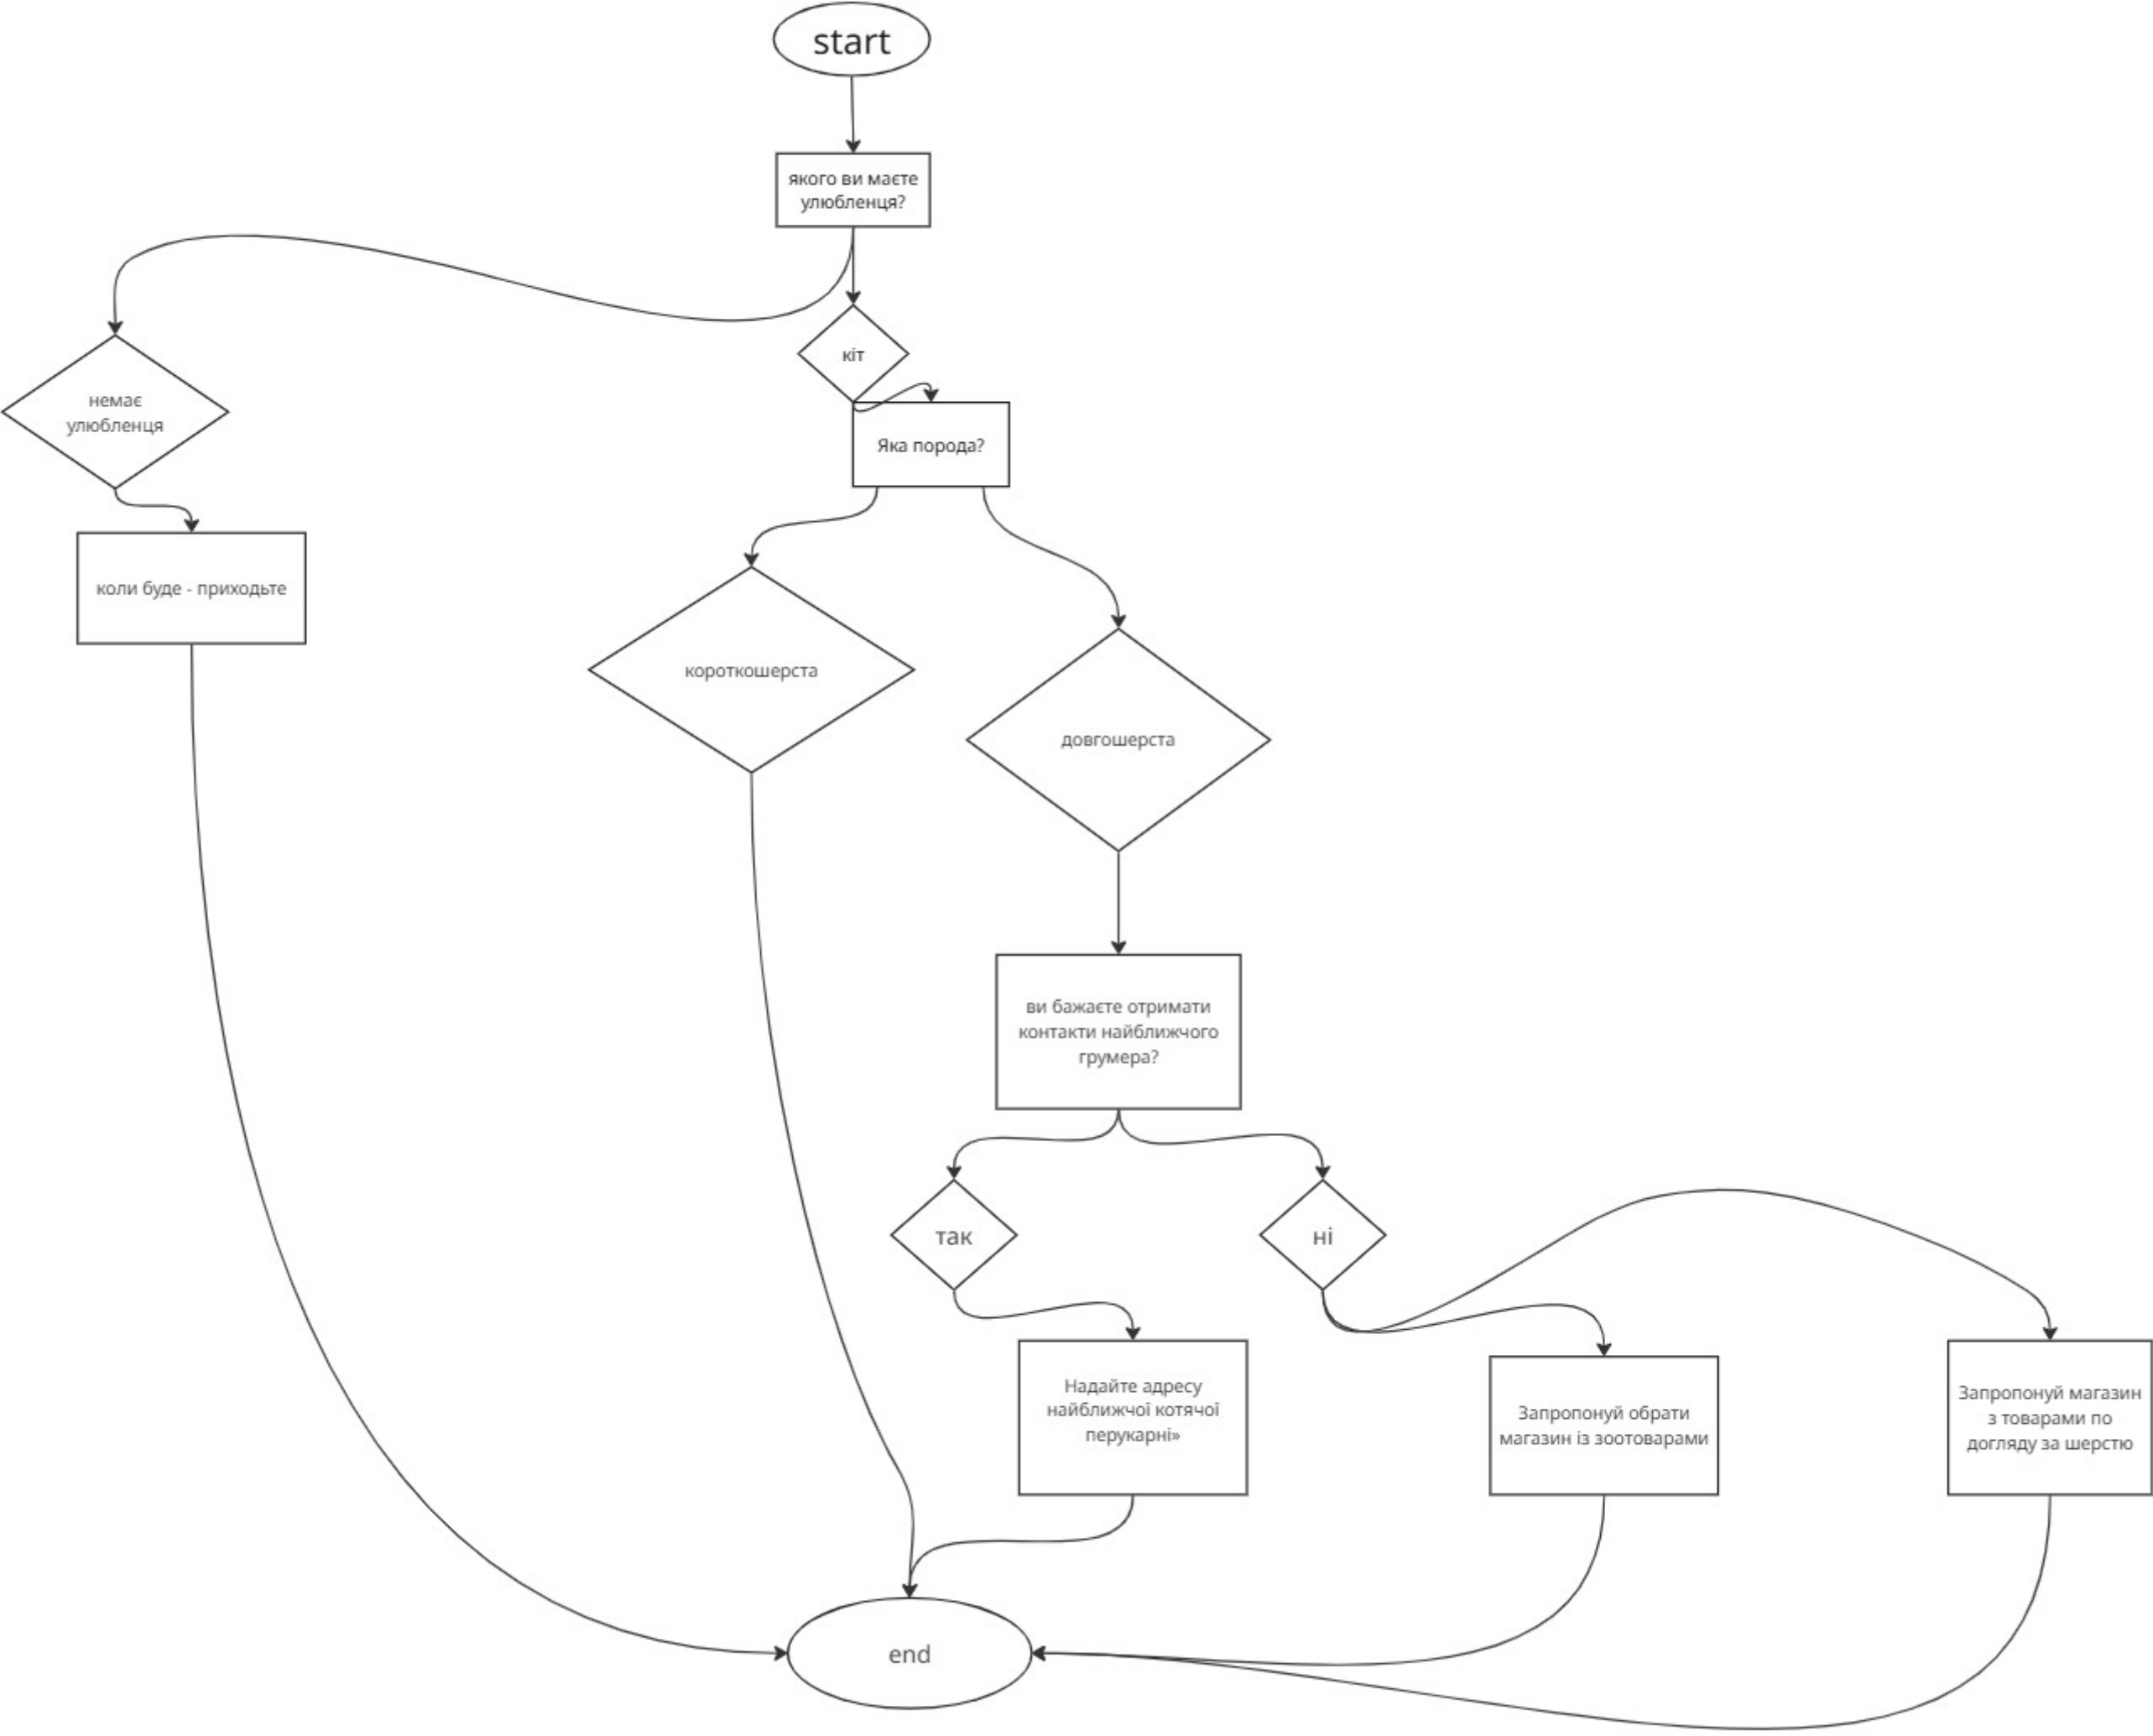 start
якого ви маєте
улюбленця?
кіт
немає
улюбленця
Яка порода?
коли буде - приходьте
короткошерста
довгошерста
ви бажаєте отримати
контакти найближчого
грумера?
так
ні
Надайте адресу
найближчої котячої
перукарні»
Запропонуй обрати
магазин із зоотоварами
Запропонуй магазин
з товарами по
догляду за шерстю
end